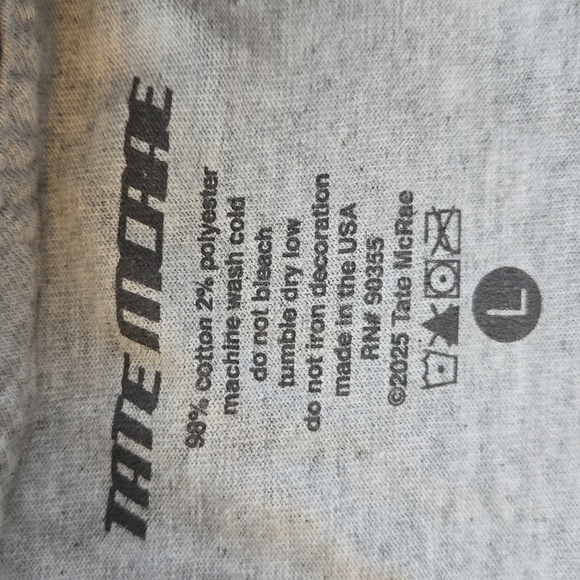 TATE MCRAE
98% cotton 2% polyester
machine wash cold
do not bleach
tumble dry low
do not iron decoration
made in the USA
RN# 90355
©2025 Tate McRae
L